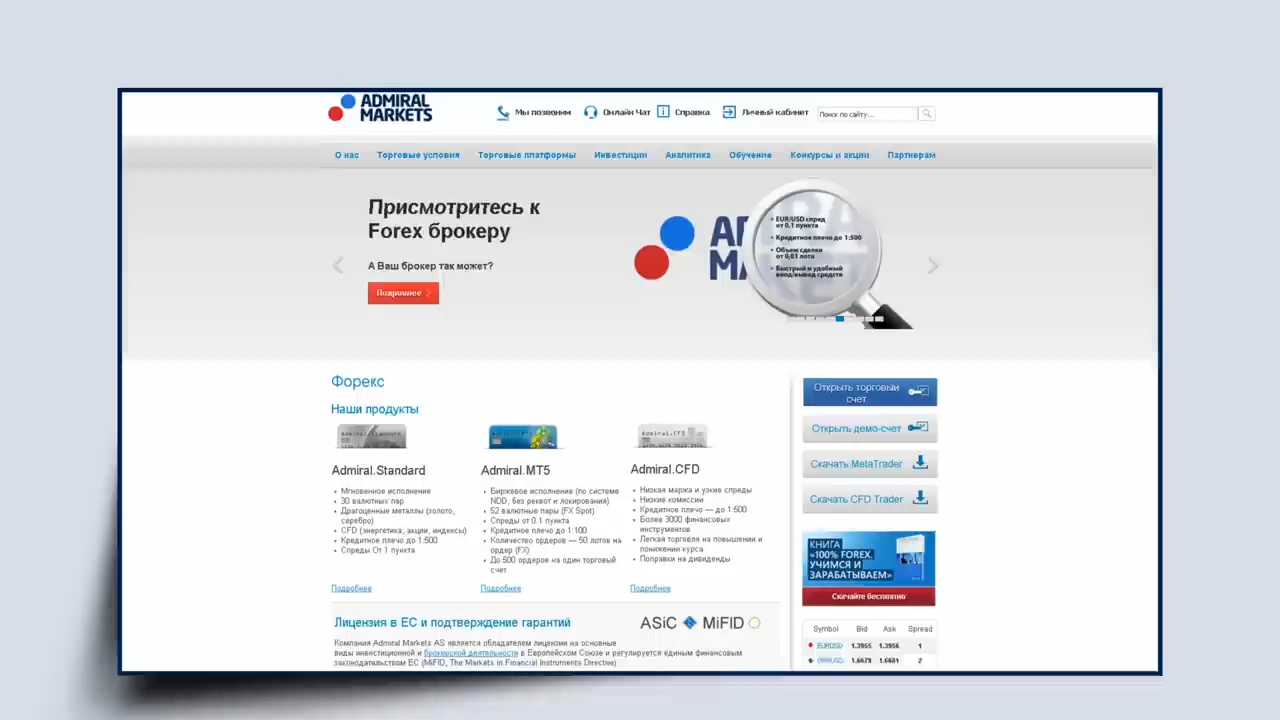 ADMIRAL
MARKETS
Мы позвоним
Онлайн Чат
Справка
Личный кабинет
Поиск по сайту...
О нас
Торговые условия
Торговые платформы
Инвестиции
Аналитика
Обучение
Конкурсы и акции
Партнерам
Присмотритесь к
Forex брокеру
А Ваш брокер так может?
Подробнее
EUR/USD спред
от 0.1 пункта
Кредитное плечо до 1:500
Объем сделки
от 0,01 лота
Быстрый и удобный
ввод/вывод средств
Форекс
Наши продукты
Admiral.Standard
Мгновенное исполнение
30 валютных пар
Драгоценные металлы (золото,
серебро)
CFD (энергетика, акции, индексы)
Кредитное плечо до 1:500
Спреды От 1 пункта
Подробнее
Admiral.MT5
Биржевое исполнение (по системе
NDD, без реквот и локирования)
52 валютные пары (FX Spot)
Спреды от 0.1 пункта
Кредитное плечо до 1:100
Количество ордеров — 50 лотов на
ордер (FX)
До 500 ордеров на один торговый
счет
Подробнее
Admiral.CFD
Низкая маржа и узкие спреды
Низкие комиссии
Кредитное плечо — до 1:500
Более 3000 финансовых
инструментов
Легкая торговля на повышении и
понижении курса
Поправки на дивиденды
Подробнее
Открыть торговый
счет
Открыть демо-счет
Скачать MetaTrader
Скачать CFD Trader
КНИГА
«100% FOREX.
УЧИМСЯ И
ЗАРАБАТЫВАЕМ»
Скачайте бесплатно
Symbol Bid Ask Spread
EURUSD 1.3955 1.3956 1
2
Лицензия в ЕС и подтверждение гарантий
ASiC MiFID
Компания Admiral Markets AS является обладателем лицензии на основные
виды инвестиционной и брокерской деятельности в Европейском Союзе и регулируется единым финансовым
законодательством ЕС (MiFID, The Markets in Financial Instruments Directive)